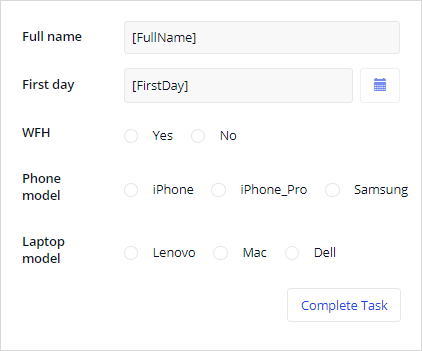 Full name [FullName]
First day [FirstDay]
WFH Yes No
Phone
model
iPhone iPhone_Pro Samsung
Laptop
model
Lenovo Mac Dell
Complete Task